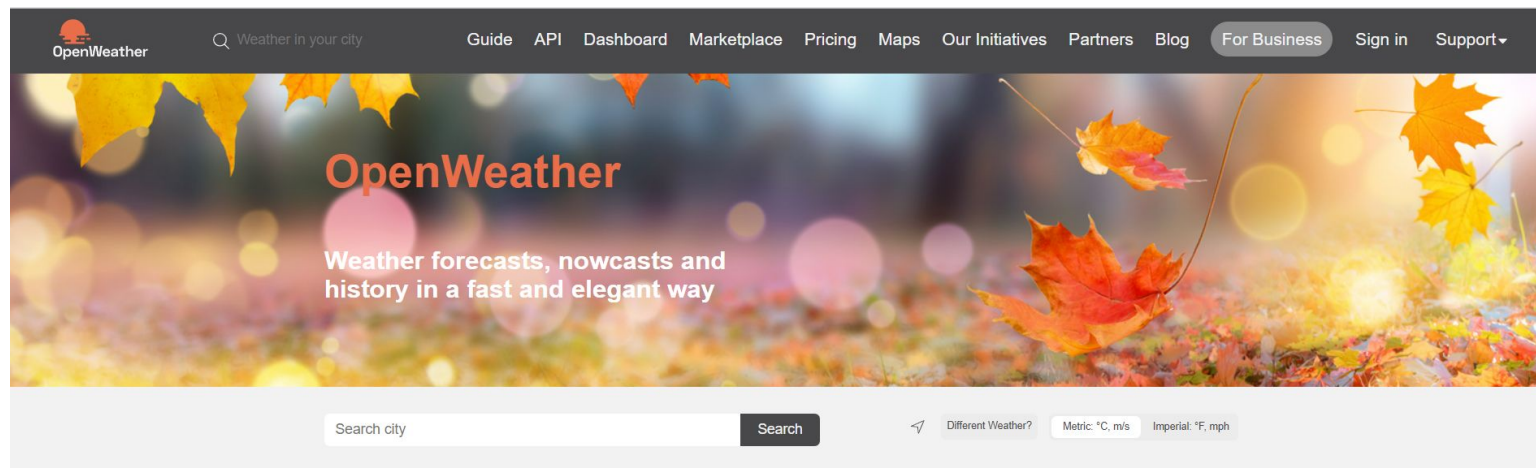 OpenWeather
Weather in your city
Guide API Dashboard Marketplace Pricing Maps Our Initiatives Partners Blog For Business Sign in Support
OpenWeather
Weather forecasts, nowcasts and
history in a fast and elegant way
Search city Search Different Weather? Metric: °C, m/s Imperial: °F, mph